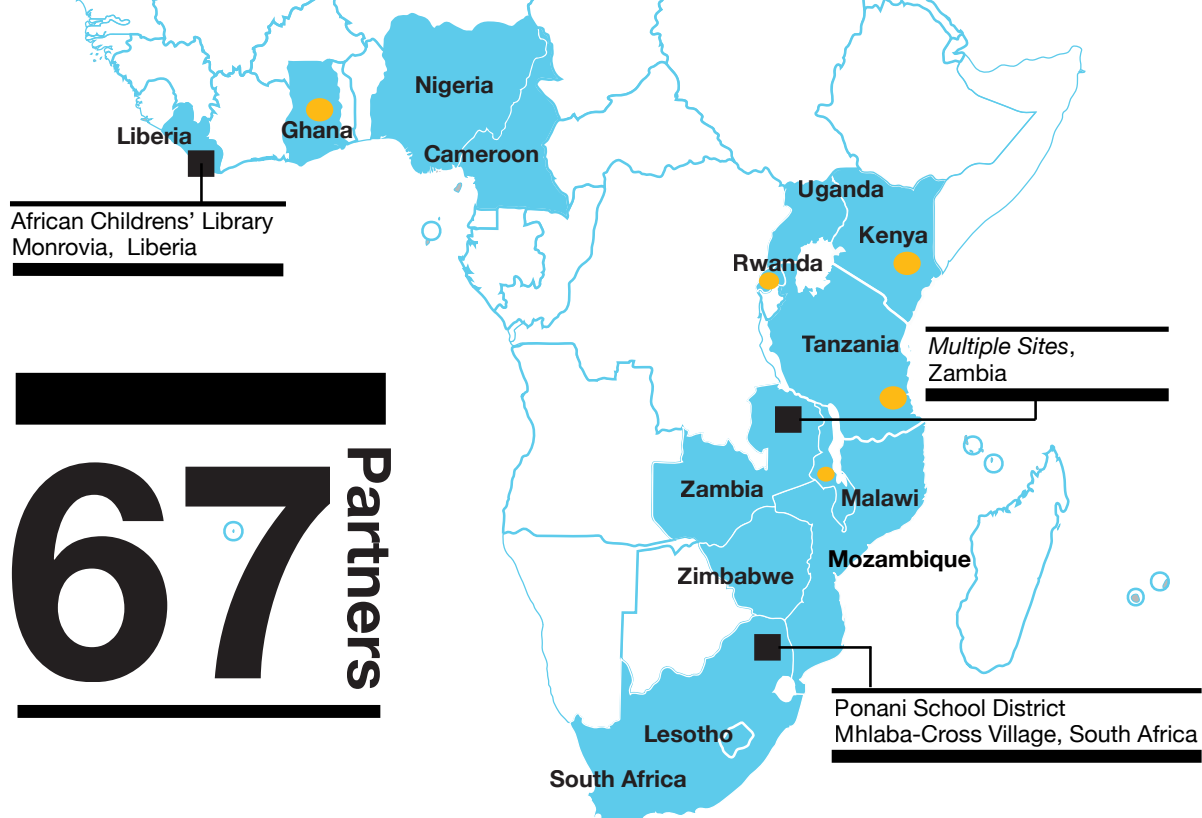 Nigeria
Liberia
Ghana
Cameroon
Uganda
African Childrens’ Library
Monrovia, Liberia
Kenya
Rwanda
Tanzania
Multiple Sites,
Zambia
67
Partners
Zambia
Malawi
Mozambique
Zimbabwe
Ponani School District
Mhlaba-Cross Village, South Africa
Lesotho
South Africa